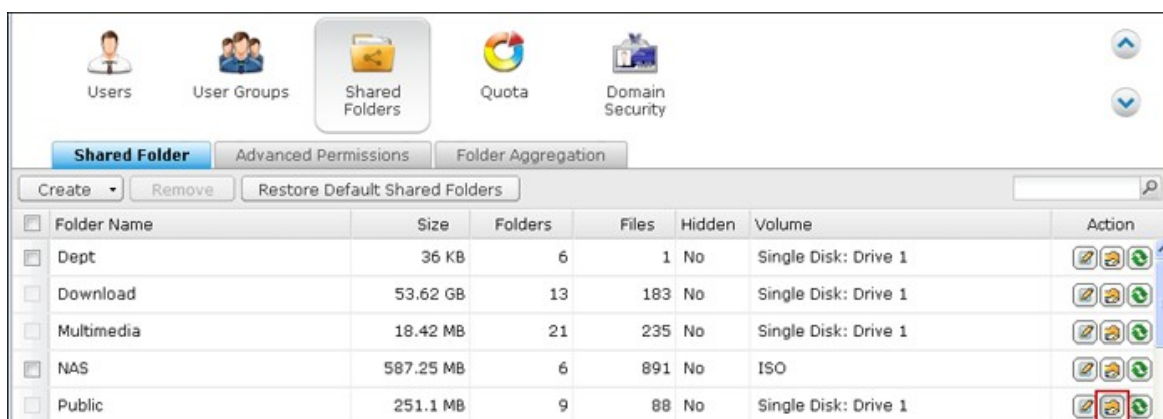 Users User Groups Shared Folders Quota Domain Security
Shared Folder Advanced Permissions Folder Aggregation
Create Remove Restore Default Shared Folders
Folder Name Size Folders Files Hidden Volume Action
Dept 36 KB 6 1 No Single Disk: Drive 1
Download 53.62 GB 13 183 No Single Disk: Drive 1
Multimedia 18.42 MB 21 235 No Single Disk: Drive 1
NAS 587.25 MB 6 891 No ISO
Public 251.1 MB 9 88 No Single Disk: Drive 1